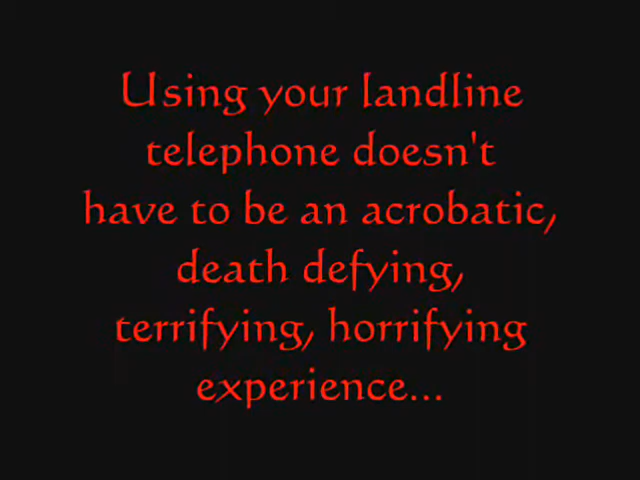 Using your landline
telephone doesn't
have to be an acrobatic,
death defying,
terrifying, horrifying
experience...